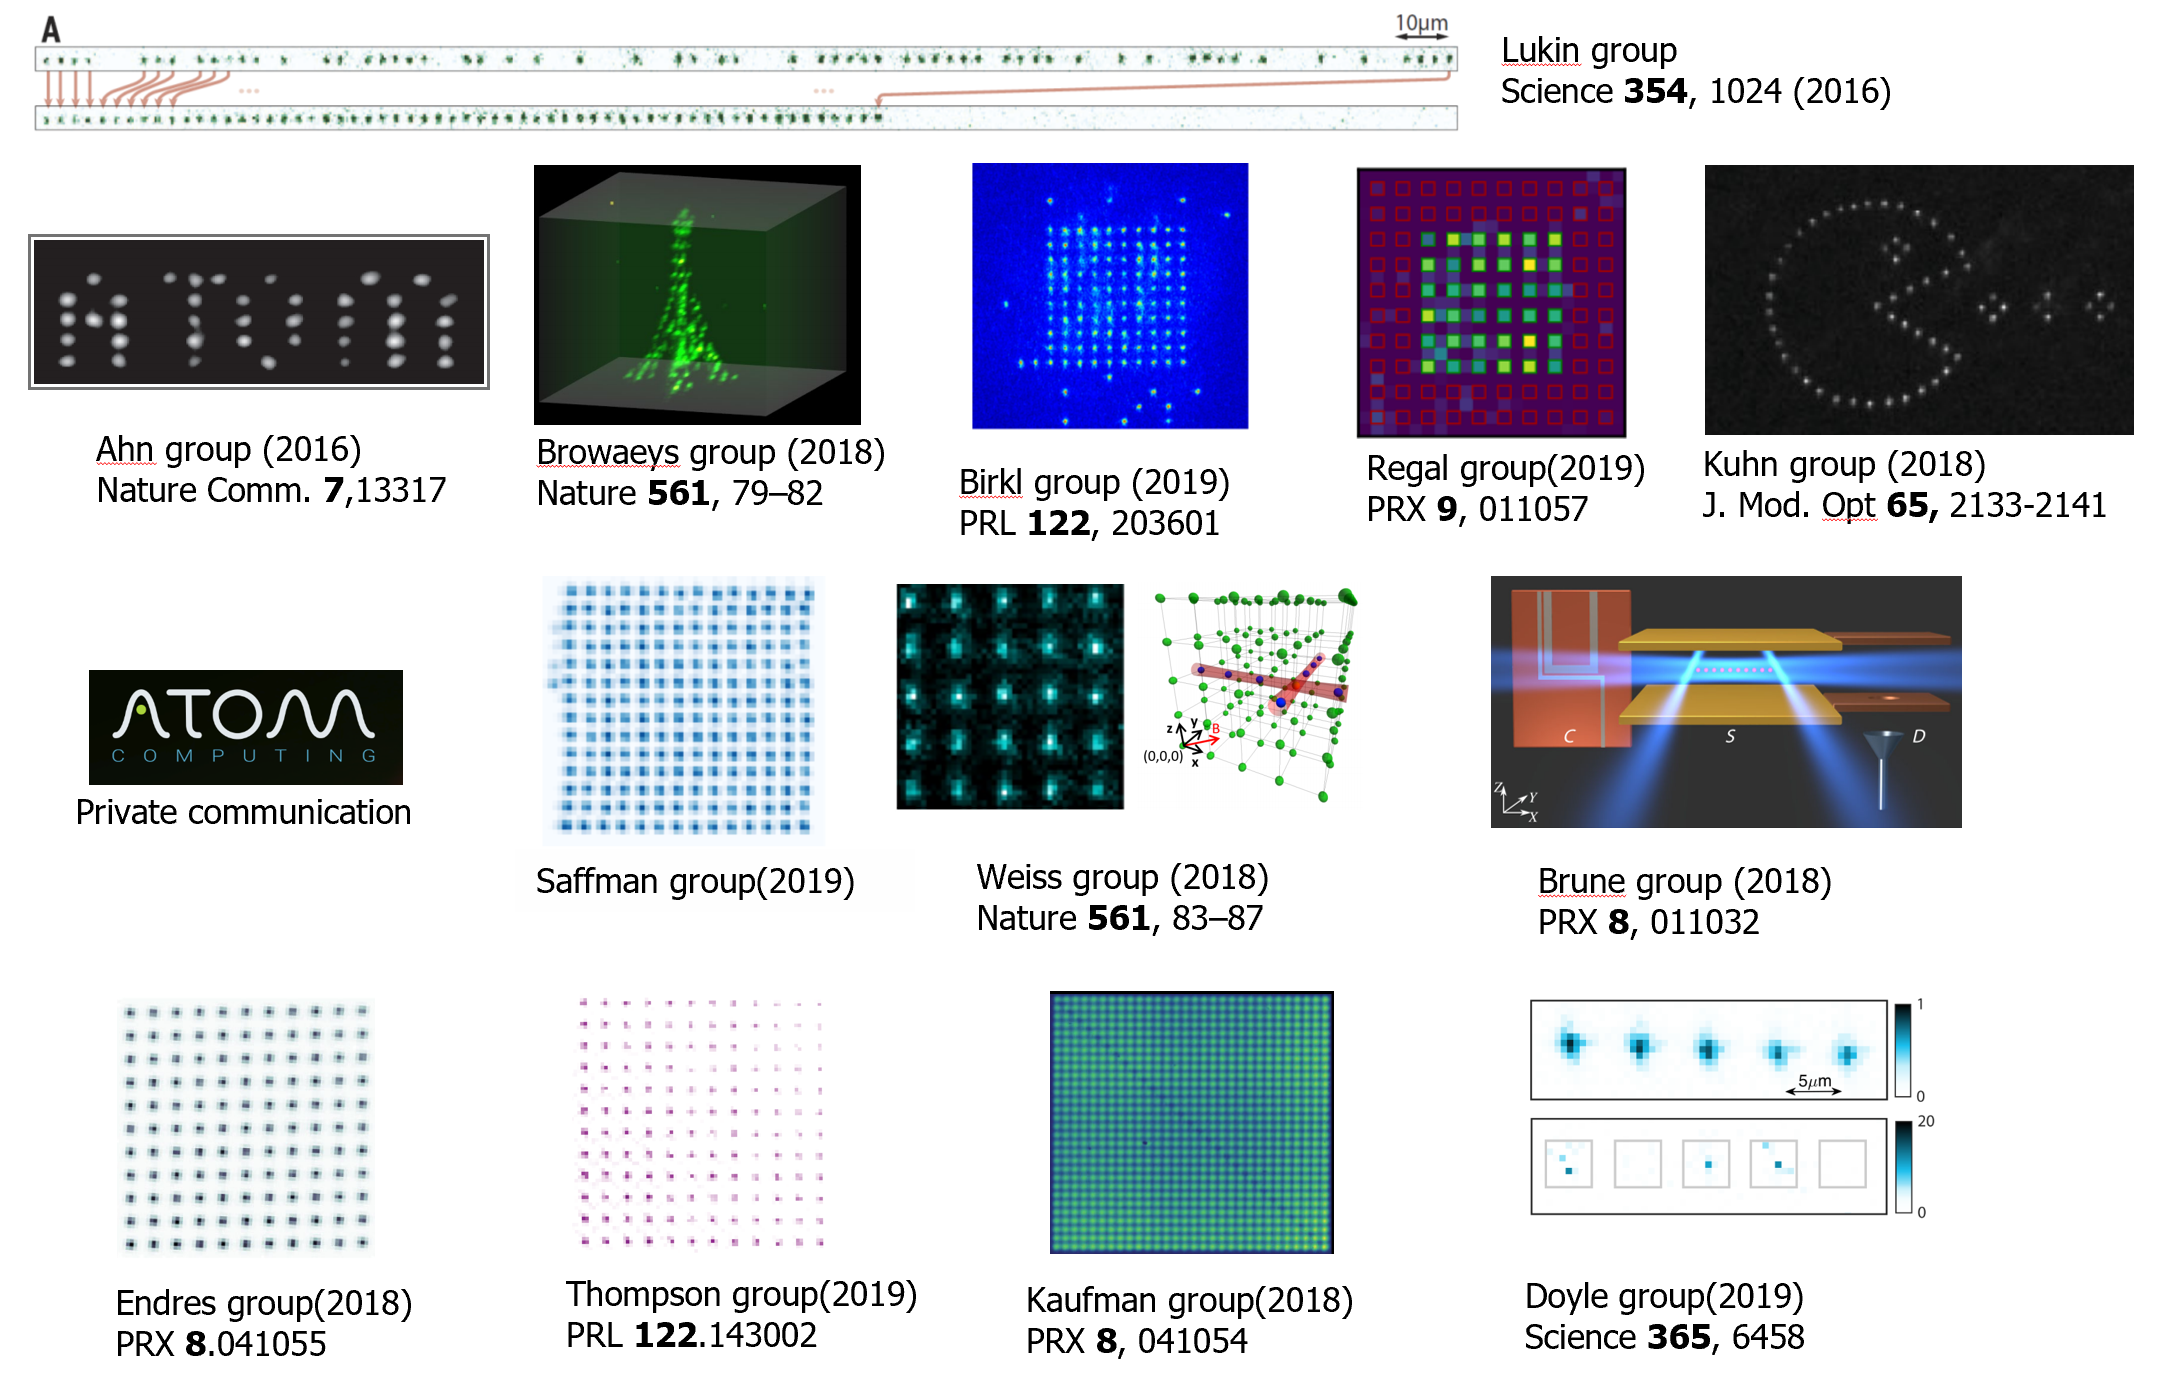 A
10µm
Lukin group
Science 354, 1024 (2016)
Ahn group (2016)
Nature Comm. 7,13317
Browaeys group (2018)
Nature 561, 79–82
Birkl group (2019)
PRL 122, 203601
Regal group(2019)
PRX 9, 011057
Kuhn group (2018)
J. Mod. Opt 65, 2133-2141
ATOM
COMPUTING
Private communication
Saffman group(2019)
z
y
B
(0,0,0)
x
Weiss group (2018)
Nature 561, 83–87
C
S
D
Z
Y
X
Brune group (2018)
PRX 8, 011032
Endres group(2018)
PRX 8.041055
Thompson group(2019)
PRL 122.143002
Kaufman group(2018)
PRX 8, 041054
1
5µm
0
20
0
Doyle group(2019)
Science 365, 6458